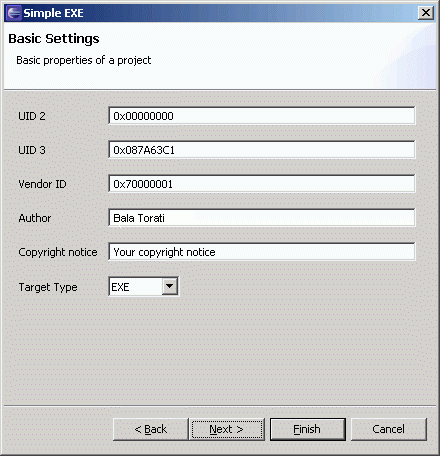 Simple EXE
Basic Settings
Basic properties of a project
UID 2 0x00000000
UID 3 0x087A63C1
Vendor ID 0x70000001
Author Bala Torati
Copyright notice Your copyright notice
Target Type EXE
< Back Next > Finish Cancel